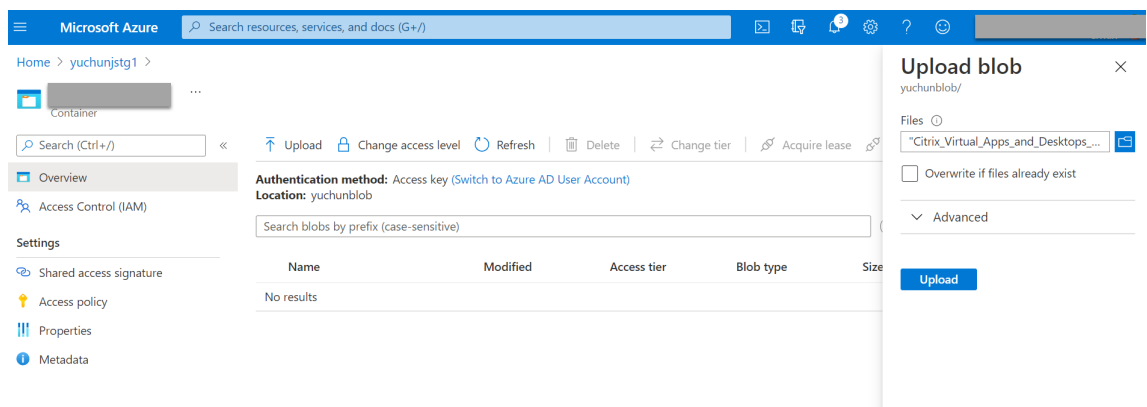 Microsoft Azure
Search resources, services, and docs (G+/)
3
Home > yuchunjstg1 >
...
Container
Search (Ctrl+/)
«
Overview
Access Control (IAM)
Settings
Shared access signature
Access policy
Properties
Metadata
Upload
Change access level
Refresh
Delete
Change tier
Acquire lease
Authentication method: Access key (Switch to Azure AD User Account)
Location: yuchunblob
Search blobs by prefix (case-sensitive)
Name Modified Access tier Blob type Size
No results
Upload blob
yuchunblob/
Files
"Citrix_Virtual_Apps_and_Desktops_...
Overwrite if files already exist
Advanced
Upload